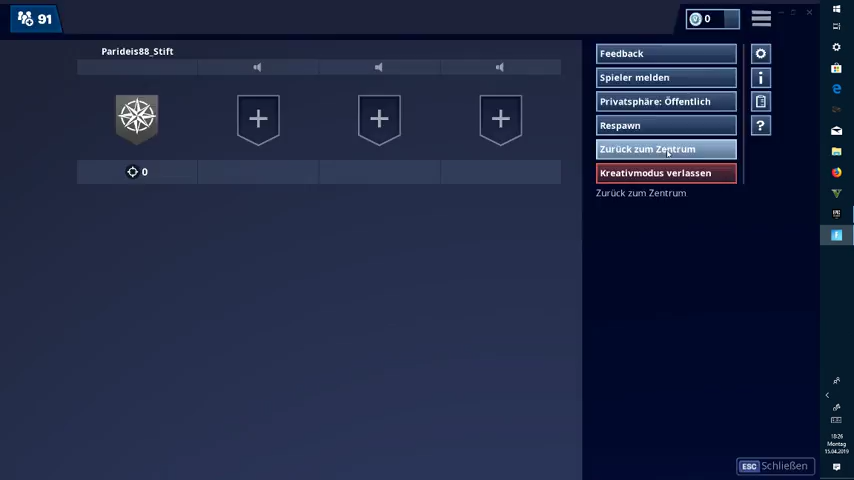 91
0
Parideis88_Stift
0
Feedback
Spieler melden
Privatsphäre: Öffentlich
Respawn
Zurück zum Zentrum
Kreativmodus verlassen
Zurück zum Zentrum
ESC Schließen
18:26
Montag
15.04.2019